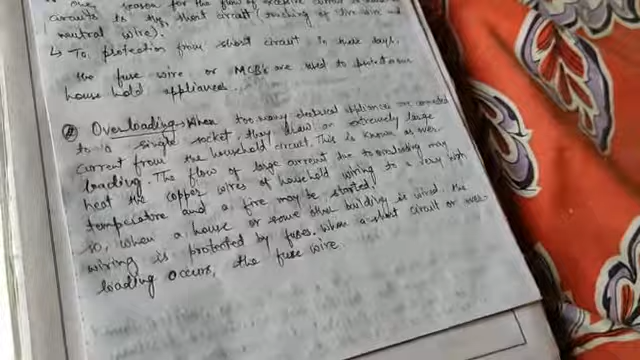 One reason for the flow of excessive current in
circuits is the short circuit (touching of live wire and
neutral wire).
↳ To protection from short circuit in these days,
the fuse wire or MCB's are used to protect our
house hold appliances.
Overloading → When too many electrical appliances are connected
to a single socket, they draw an extremely large
current from the household circuit. This is known as over-
loading. The flow of large current due to overloading may
heat the copper wires of household wiring to a very high
temperature and a fire may be started.
so, when a house or some other building is wired, the
wiring is protected by fuses. when a short circuit or over-
loading occurs, the fuse wire.